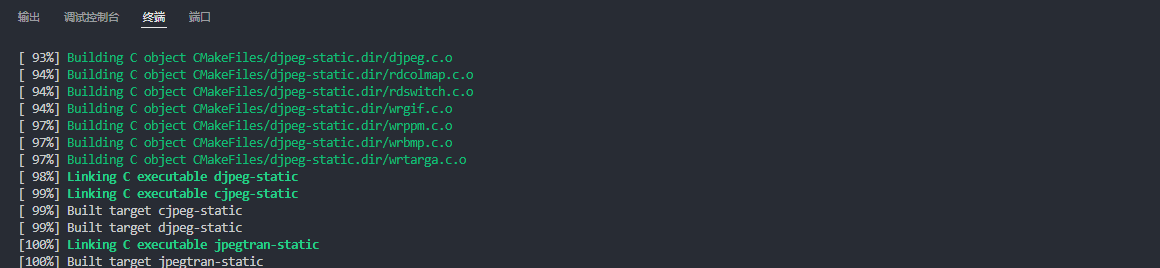 输出 调试控制台 终端 端口
[ 93%] Building C object CMakeFiles/djpeg-static.dir/djpeg.c.o
[ 94%] Building C object CMakeFiles/djpeg-static.dir/rdcolmap.c.o
[ 94%] Building C object CMakeFiles/djpeg-static.dir/rdswitch.c.o
[ 94%] Building C object CMakeFiles/djpeg-static.dir/wrgif.c.o
[ 97%] Building C object CMakeFiles/djpeg-static.dir/wrppm.c.o
[ 97%] Building C object CMakeFiles/djpeg-static.dir/wrbmp.c.o
[ 97%] Building C object CMakeFiles/djpeg-static.dir/wrtarga.c.o
[ 98%] Linking C executable djpeg-static
[ 99%] Linking C executable cjpeg-static
[ 99%] Built target cjpeg-static
[ 99%] Built target djpeg-static
[100%] Linking C executable jpegtran-static
[100%] Built target jpegtran-static